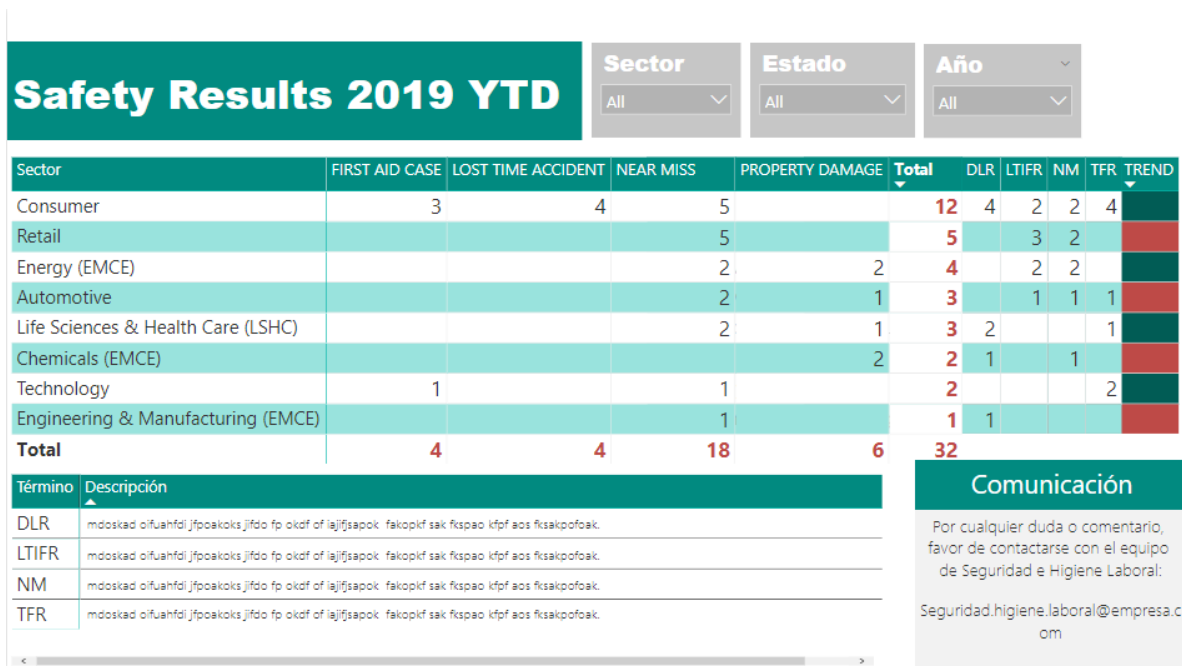 Safety Results 2019 YTD
Sector
All
Estado
All
Año
All
Sector FIRST AID CASE LOST TIME ACCIDENT NEAR MISS PROPERTY DAMAGE Total DLR LTIFR NM TFR TREND
Consumer 3 4 5 12 4 2 2 4
Retail 5 5 3 2
Energy (EMCE) 2 2 4 2 2
Automotive 2 1 3 1 1 1
Life Sciences & Health Care (LSHC) 2 1 3 2 1
Chemicals (EMCE) 2 2 1 1
Technology 1 1 2 2
Engineering & Manufacturing (EMCE) 1 1 1
Total 4 4 18 6 32
Término Descripción
DLR mdoskad oifuahfdi jfpoakoks jifdo fp okdf of iajifjsapok fakopkf sak fkspao kfpf aos fksakpofoak.
LTIFR mdoskad oifuahfdi jfpoakoks jifdo fp okdf of iajifjsapok fakopkf sak fkspao kfpf aos fksakpofoak.
NM mdoskad oifuahfdi jfpoakoks jifdo fp okdf of iajifjsapok fakopkf sak fkspao kfpf aos fksakpofoak.
TFR mdoskad oifuahfdi jfpoakoks jifdo fp okdf of iajifjsapok fakopkf sak fkspao kfpf aos fksakpofoak.
Comunicación
Por cualquier duda o comentario,
favor de contactarse con el equipo
de Seguridad e Higiene Laboral:
Seguridad.higiene.laboral@empresa.c
om